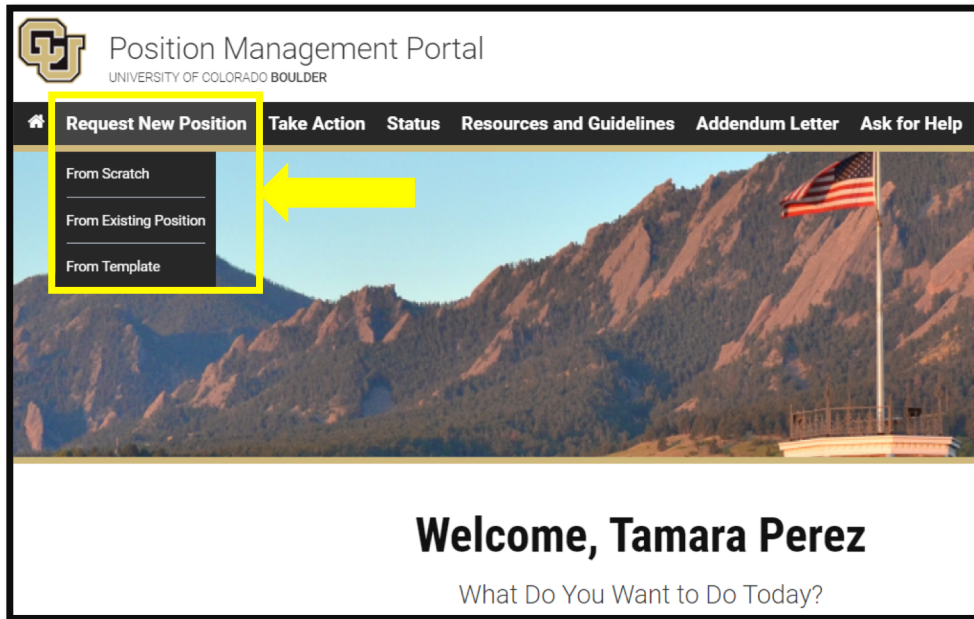 CU
Position Management Portal
UNIVERSITY OF COLORADO BOULDER
Request New Position Take Action Status Resources and Guidelines Addendum Letter Ask for Help
From Scratch
From Existing Position
From Template
Welcome, Tamara Perez
What Do You Want to Do Today?